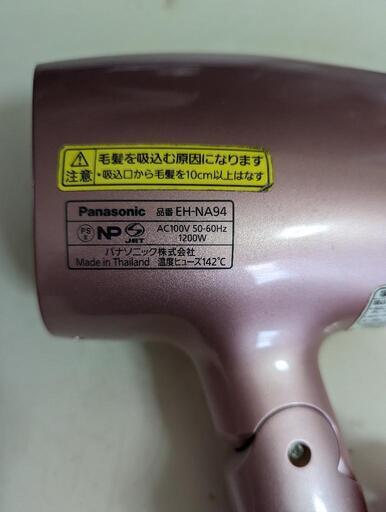 注意
毛髪を吸込む原因になります
・吸込口から毛髪を10cm以上はなす
Panasonic 品番 EH-NA94
PS E NP JET AC100V 50-60Hz
1200W
パナソニック株式会社
Made in Thailand 温度ヒューズ142℃